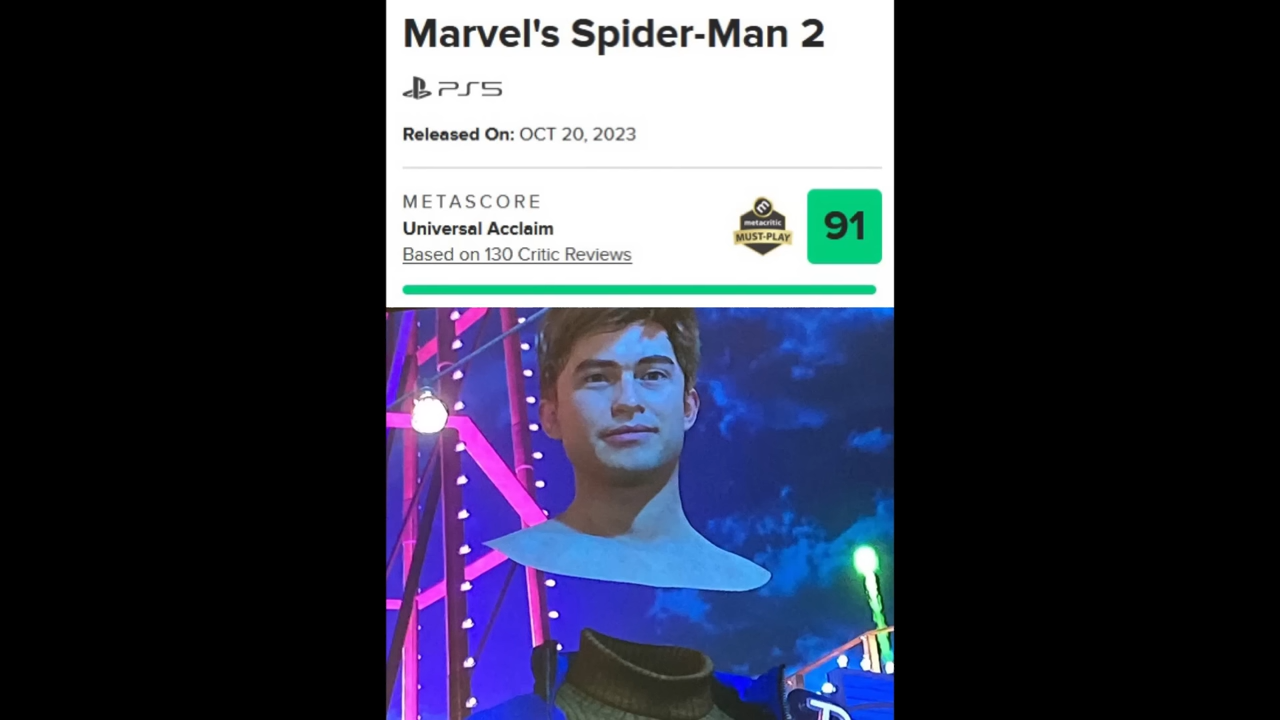 Marvel's Spider-Man 2
PS5
Released On: OCT 20, 2023
METASCORE
Universal Acclaim
Based on 130 Critic Reviews
metacritic
MUST-PLAY
91